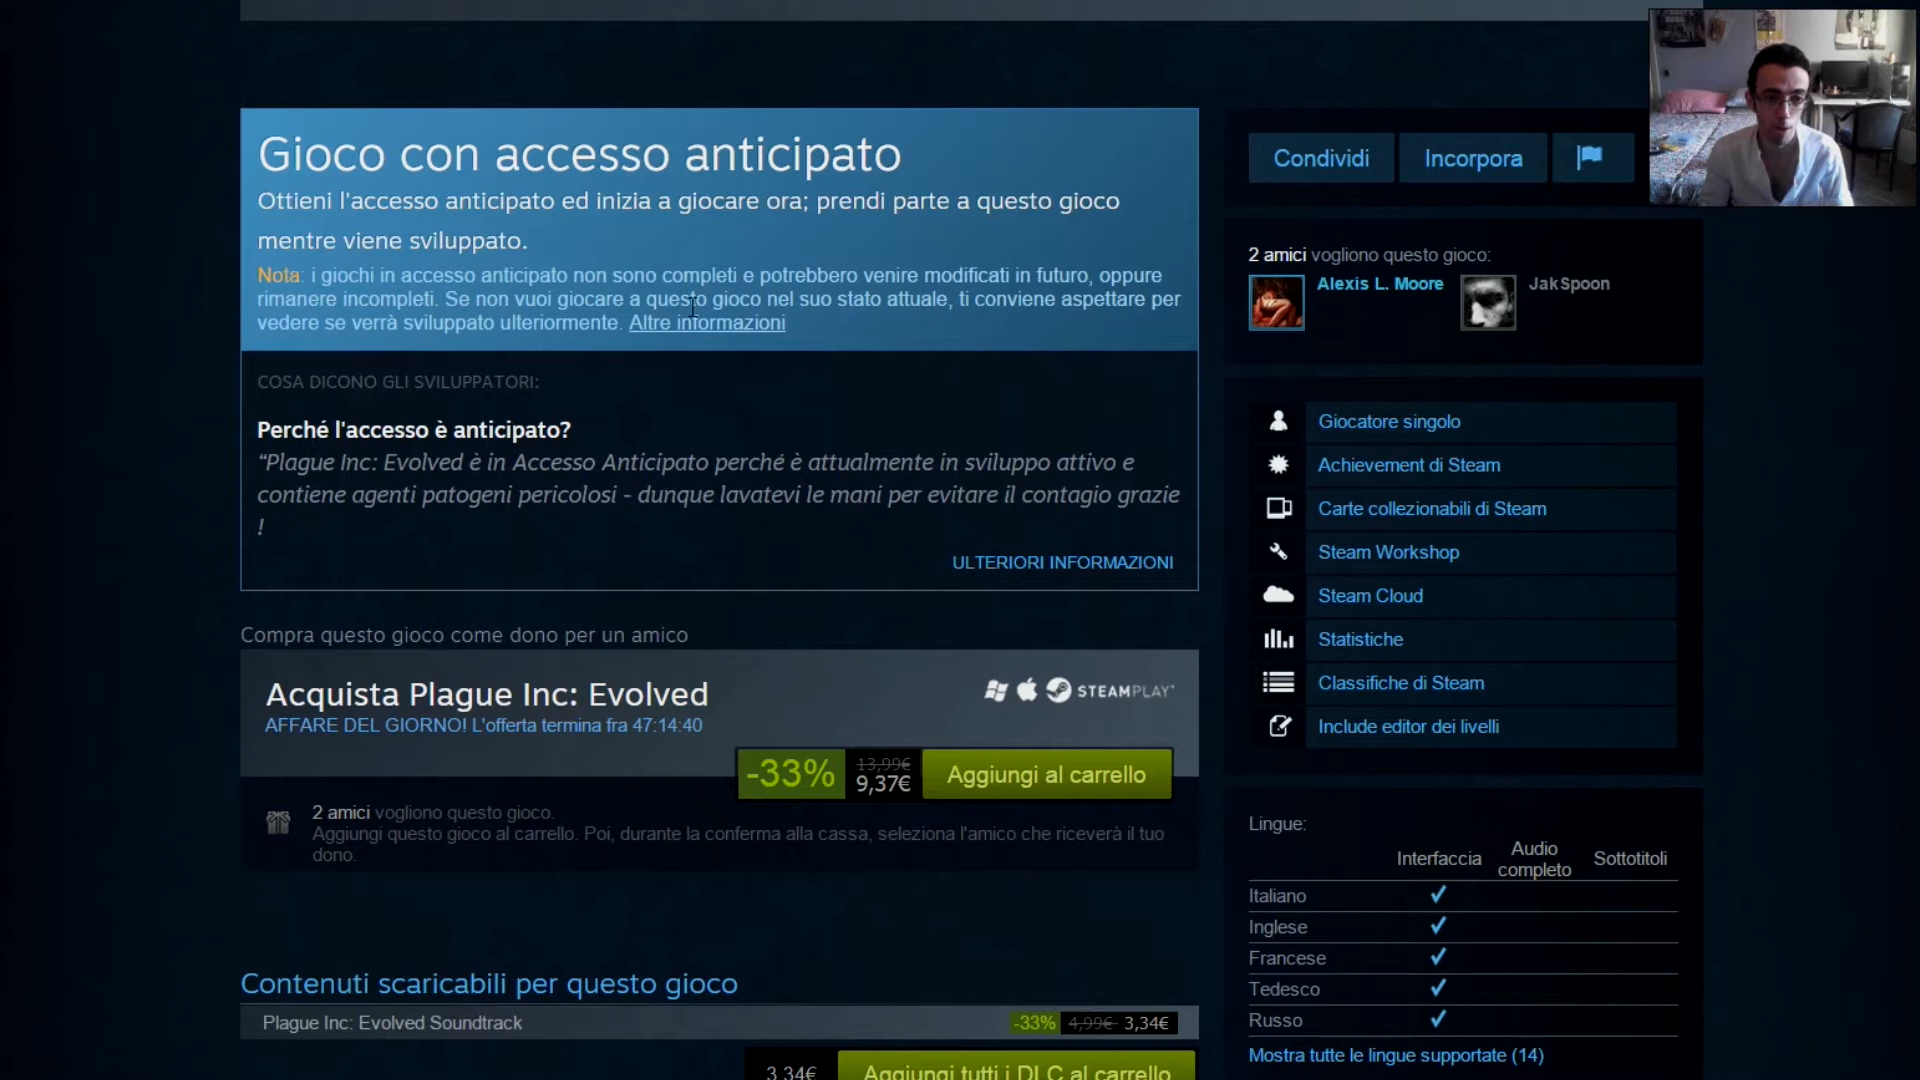 Gioco con accesso anticipato
Ottieni l'accesso anticipato ed inizia a giocare ora; prendi parte a questo gioco
mentre viene sviluppato.
Nota: i giochi in accesso anticipato non sono completi e potrebbero venire modificati in futuro, oppure
rimanere incompleti. Se non vuoi giocare a questo gioco nel suo stato attuale, ti conviene aspettare per
vedere se verrà sviluppato ulteriormente. Altre informazioni
COSA DICONO GLI SVILUPPATORI:
Perché l'accesso è anticipato?
“Plague Inc: Evolved è in Accesso Anticipato perché è attualmente in sviluppo attivo e
contiene agenti patogeni pericolosi - dunque lavatevi le mani per evitare il contagio grazie
!
ULTERIORI INFORMAZIONI
Compra questo gioco come dono per un amico
Acquista Plague Inc: Evolved
STEAMPLAY
AFFARE DEL GIORNO! L'offerta termina fra 47:14:40
-33%
13,99€
9,37€
Aggiungi al carrello
2 amici vogliono questo gioco.
Aggiungi questo gioco al carrello. Poi, durante la conferma alla cassa, seleziona l'amico che riceverà il tuo
dono.
Contenuti scaricabili per questo gioco
Plague Inc: Evolved Soundtrack
-33% 4,99€ 3,34€
3,34€
Aggiungi tutti i DLC al carrello
Condividi
Incorpora
2 amici vogliono questo gioco:
Alexis L. Moore
JakSpoon
Giocatore singolo
Achievement di Steam
Carte collezionabili di Steam
Steam Workshop
Steam Cloud
Statistiche
Classifiche di Steam
Include editor dei livelli
Lingue:
Interfaccia
Audio
completo
Sottotitoli
Italiano
Inglese
Francese
Tedesco
Russo
Mostra tutte le lingue supportate (14)